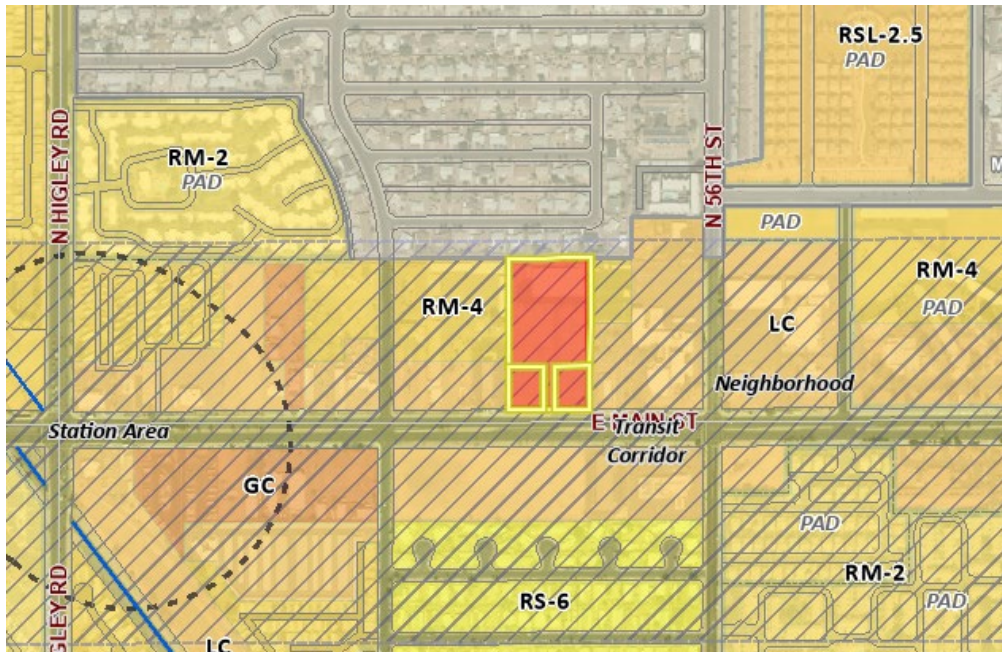 RSL-2.5
PAD
N HIGLEY RD
RM-2
PAD
N 56TH ST
M
PAD
RM-4
RM-4
PAD
LC
Neighborhood
E MAIN ST
Station Area
Transit
Corridor
GC
PAD
RM-2
RS-6
PAD
GLEY RD
LC